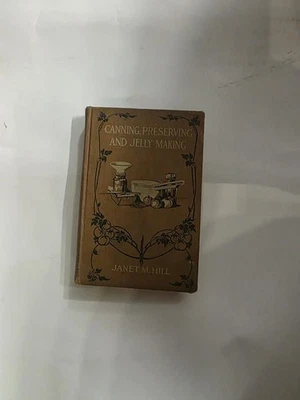 CANNING, PRESERVING
AND JELLY MAKING
JANET M. HILL